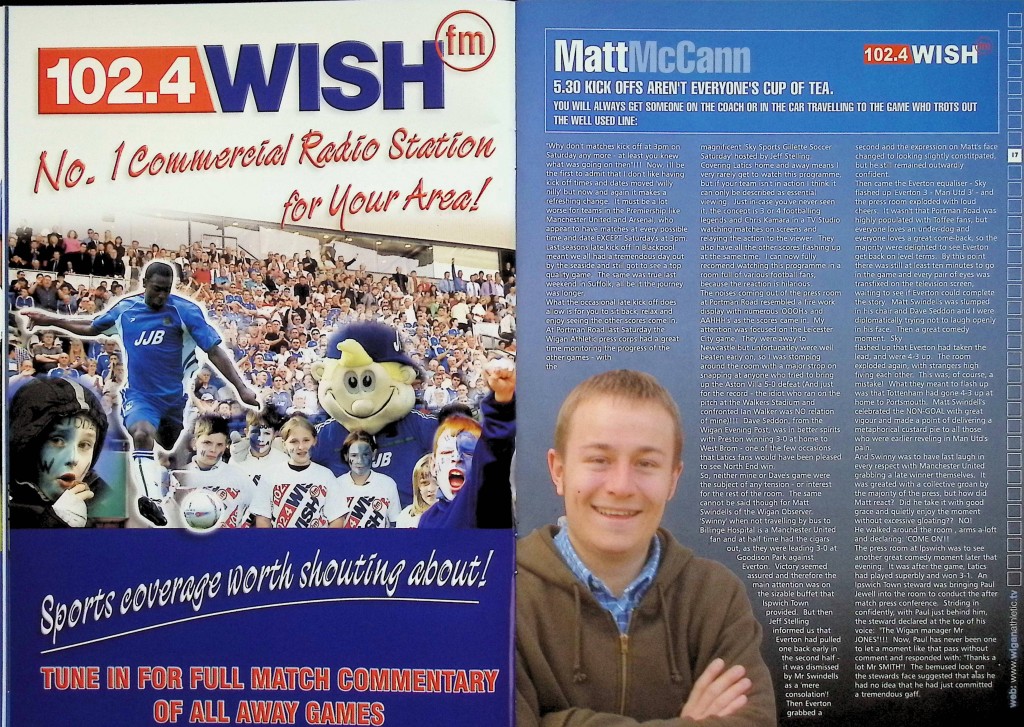 102.4 WISH fm
No. 1 Commercial Radio Station
for Your Area!
JJB
JB
Sports coverage worth shouting about!
TUNE IN FOR FULL MATCH COMMENTARY
OF ALL AWAY GAMES
MattMcCann
102.4 WISH fm
5.30 KICK OFFS AREN'T EVERYONE'S CUP OF TEA.
YOU WILL ALWAYS GET SOMEONE ON THE COACH OR IN THE CAR TRAVELLING TO THE GAME WHO TROTS OUT
THE WELL USED LINE:
"Why don't matches kick off at 3pm on
Saturday any more - at least you knew
what was going on then!!!! Now, I'll be
the first to admit that I don't like having
kick off times and dates moved willy
nilly, but now and again it makes a
refreshing change. It must be a lot
worse for teams in the Premiership like
Manchester United and Arsenal who
appear to have matches at every possible
time and date EXCEPT Saturday's at 3pm.
Last seasons late kick off in Blackpool
meant we all had a tremendous day out
by the seaside and still got to see a top
quality game. The same was true last
weekend in Suffolk, all be it the journey
was longer.
What the occasional late kick off does
allow is for you to sit back, relax and
enjoy seeing the other scores come in.
At Portman Road last Saturday the
Wigan Athletic press corps had a great
time monitoring the progress of the
other games - with
the
magnificent 'Sky Sports Gillette Soccer
Saturday' hosted by Jeff Stelling.
Covering Latics home and away means I
very rarely get to watch this programme,
but if your team isn't in action I think it
can only be described as essential
viewing. Just in case you've never seen
it, the concept is 3 or 4 footballing
legends and Chris Kamara in a TV Studio
watching matches on screens and
relaying the action to the viewer. They
also have all the other scores flashing up
at the same time. I can now fully
recomend watching this programme in a
room full of various football fans,
because the reaction is hilarious.
The noises coming out of the press room
at Portman Road resembled a fire work
display with numerous OOOHs and
AAHHHs as the scores came in. My
attention was focused on the Leicester
City game. They were away to
Newcastle but unfortunately were well
beaten early on, so I was stomping
around the room with a major strop on
snapping at anyone who tried to bring
up the Aston Villa 5-0 defeat (And just
for the record - the idiot who ran on the
pitch at the Walkers Stadium and
confronted Ian Walker was NO relation
of mine)!!!! Dave Seddon, from the
Wigan Evening Post, was in better spirits
with Preston winning 3-0 at home to
West Brom - one of the few occasions
that Latics fans would have been pleased
to see North End win.
So, neither mine or Daves game were
the subject of any tension - or interest
for the rest of the room. The same
cannot be said though for Matt
Swindells of the Wigan Observer.
'Swinny' when not travelling by bus to
Billinge Hospital is a Manchester United
fan and at half time had the cigars
out, as they were leading 3-0 at
Goodison Park against
Everton. Victory seemed
assured and therefore the
main attention was on
the sizable buffet that
Ispwich Town
provided. But then
Jeff Stelling
informed us that
Everton had pulled
one back early in
the second half -
it was dismissed
by Mr Swindells
as a 'mere
consolation'!
Then Everton
grabbed a
second and the expression on Matt's face
changed to looking slightly constirpated,
but he still remained outwardly
confident.
Then came the Everton equaliser - Sky
flashed up 'Everton 3 - Man Utd 3' - and
the press room exploded with loud
cheers. It wasn't that Portman Road was
highly populated with Toffee fans, but
everyone loves an under-dog and
everyone loves a great come-back, so the
majority were deighted to see Everton
get back on level terms. By this point
there was still at least ten minutes to go
in the game and every pair of eyes was
transfixed on the television screen,
waiting to see if Everton could complete
the story. Matt Swindells was slumped
in his chair and Dave Seddon and I were
diplomatically trying not to laugh openly
in his face. Then a great comedy
moment. Sky
flashed up that Everton had taken the
lead, and were 4-3 up. The room
exploded again, with strangers high
fiving each other. This was, of course, a
mistake! What they meant to flash up
was that Tottenham had gone 4-3 up at
home to Portsmouth. Matt Swindell's
celebrated the NON-GOAL with great
vigour and made a point of delivering a
metaphorical custard pie to all those
who were earlier reveling in Man Utd's
pain.
And Swinny was to have last laugh in
every respect with Manchester United
grabbing a late winner themselves. It
was greated with a collective groan by
the majority of the press, but how did
Matt react? Did he take it with good
grace and quietly enjoy the moment
without excessive gloating?? NO!
He walked around the room , arms a-loft
and declaring: COME ON!!!
The press room at Ipswich was to see
another great comedy moment later that
evening. It was after the game, Latics
had played superbly and won 3-1. An
Ipswich Town steward was bringing Paul
Jewell into the room to conduct the after
match press conference. Striding in
confidently, with Paul just behind him,
the steward declared at the top of his
voice: "The Wigan manager Mr
JONES"!!! Now, Paul has never been one
to let a moment like that pass without
comment and responded with: "Thanks a
lot Mr SMITH"! The bemused look on
the stewards face suggested that alas he
had no idea that he had just committed
a tremendous gaff.
17
web: www.wiganathletic.tv